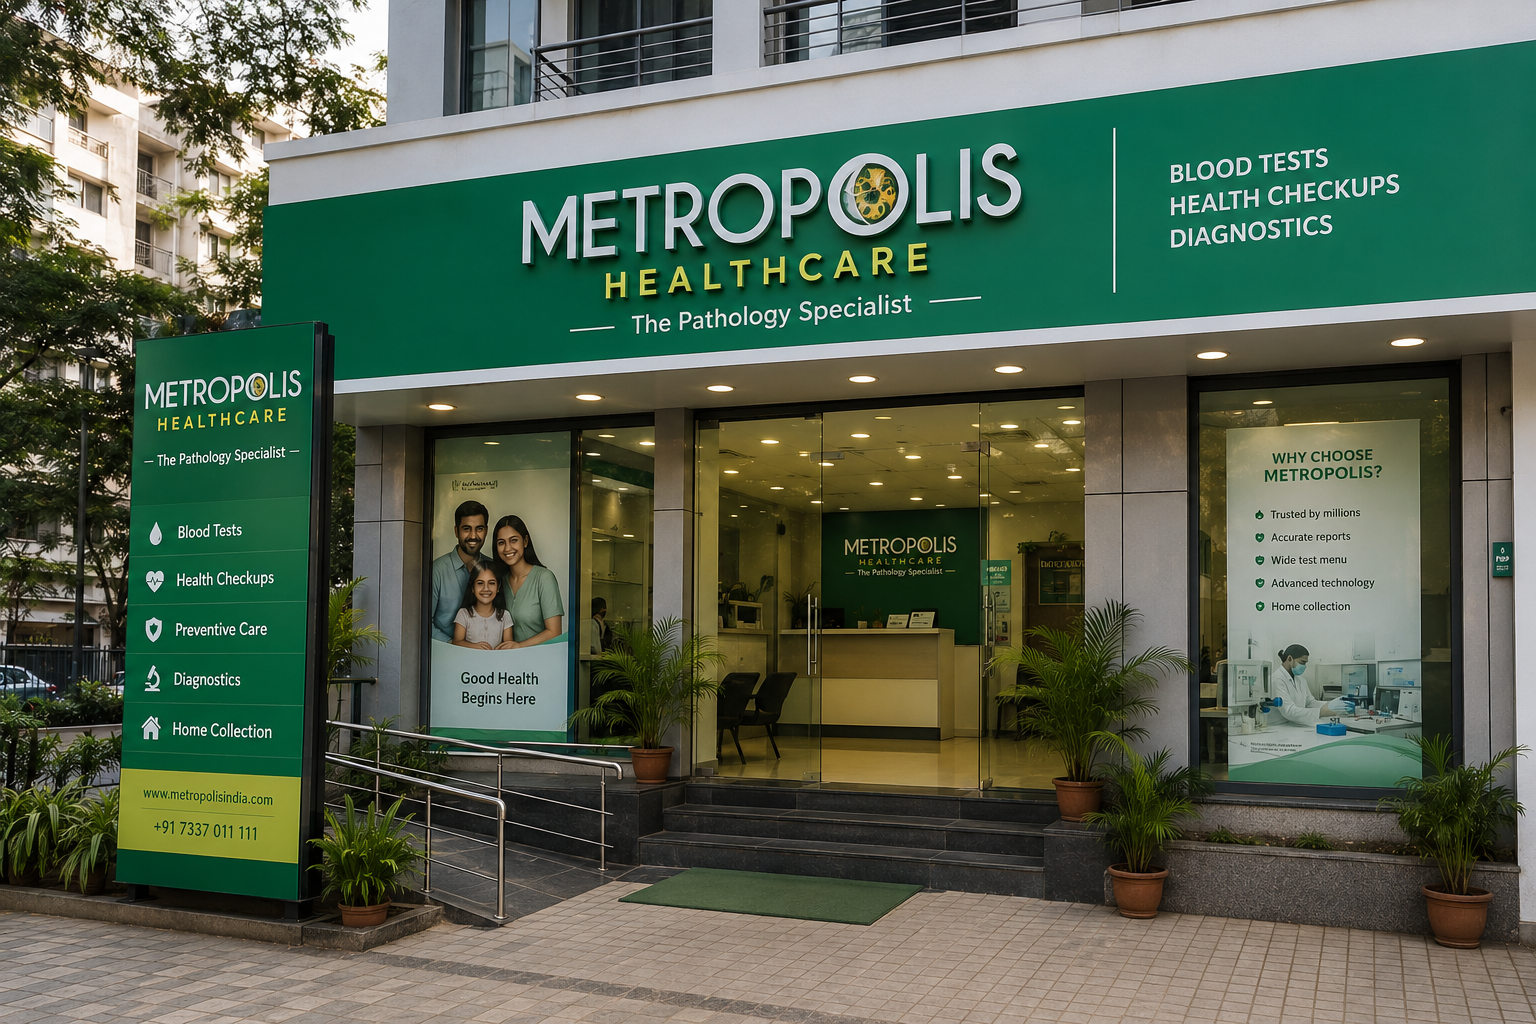 METROPOLIS
HEALTHCARE
The Pathology Specialist
BLOOD TESTS
HEALTH CHECKUPS
DIAGNOSTICS
METROPOLIS
HEALTHCARE
The Pathology Specialist
Blood Tests
Health Checkups
Preventive Care
Diagnostics
Home Collection
www.metropolisindia.com
+91 7337 011 111
Good Health
Begins Here
METROPOLIS
HEALTHCARE
The Pathology Specialist
WHY CHOOSE
METROPOLIS?
Trusted by millions
Accurate reports
Wide test menu
Advanced technology
Home collection